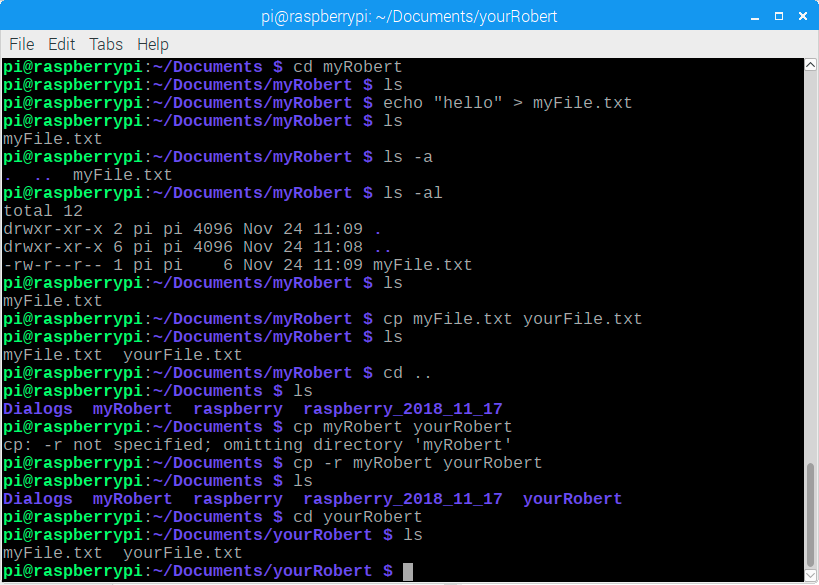 pi@raspberrypi: ~/Documents/yourRobert
File Edit Tabs Help
pi@raspberrypi:~/Documents $ cd myRobert
pi@raspberrypi:~/Documents/myRobert $ ls
pi@raspberrypi:~/Documents/myRobert $ echo "hello" > myFile.txt
pi@raspberrypi:~/Documents/myRobert $ ls
myFile.txt
pi@raspberrypi:~/Documents/myRobert $ ls -a
.  ..  myFile.txt
pi@raspberrypi:~/Documents/myRobert $ ls -al
total 12
drwxr-xr-x 2 pi pi 4096 Nov 24 11:09 .
drwxr-xr-x 6 pi pi 4096 Nov 24 11:08 ..
-rw-r--r-- 1 pi pi    6 Nov 24 11:09 myFile.txt
pi@raspberrypi:~/Documents/myRobert $ ls
myFile.txt
pi@raspberrypi:~/Documents/myRobert $ cp myFile.txt yourFile.txt
pi@raspberrypi:~/Documents/myRobert $ ls
myFile.txt  yourFile.txt
pi@raspberrypi:~/Documents/myRobert $ cd ..
pi@raspberrypi:~/Documents $ ls
Dialogs  myRobert  raspberry  raspberry_2018_11_17
pi@raspberrypi:~/Documents $ cp myRobert yourRobert
cp: -r not specified; omitting directory 'myRobert'
pi@raspberrypi:~/Documents $ cp -r myRobert yourRobert
pi@raspberrypi:~/Documents $ ls
Dialogs  myRobert  raspberry  raspberry_2018_11_17  yourRobert
pi@raspberrypi:~/Documents $ cd yourRobert
pi@raspberrypi:~/Documents/yourRobert $ ls
myFile.txt  yourFile.txt
pi@raspberrypi:~/Documents/yourRobert $